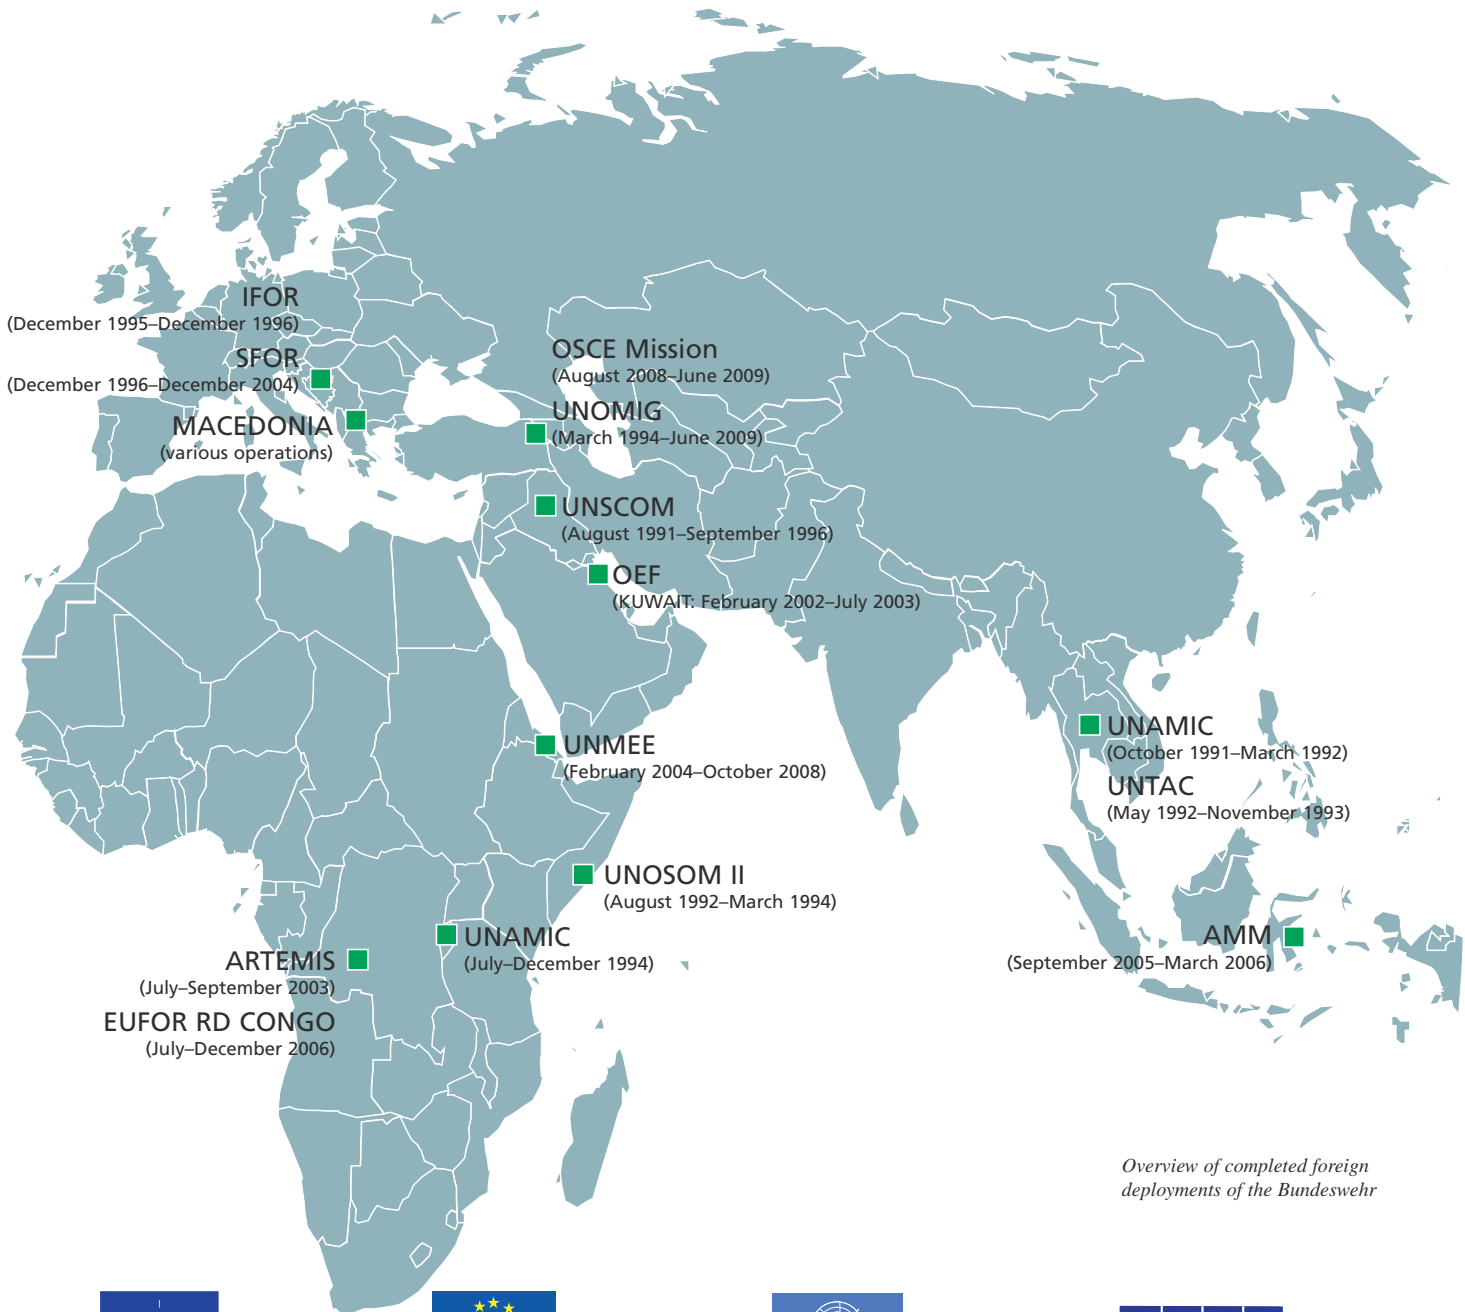 IFOR
(December 1995–December 1996)
SFOR
(December 1996–December 2004)
MACEDONIA
(various operations)
OSCE Mission
(August 2008–June 2009)
UNOMIG
(March 1994–June 2009)
UNSCOM
(August 1991–September 1996)
OEF
(KUWAIT: February 2002–July 2003)
UNMEE
(February 2004–October 2008)
UNAMIC
(October 1991–March 1992)
UNTAC
(May 1992–November 1993)
UNOSOM II
(August 1992–March 1994)
UNAMIC
(July–December 1994)
ARTEMIS
(July–September 2003)
EUFOR RD CONGO
(July–December 2006)
AMM
(September 2005–March 2006)
Overview of completed foreign
deployments of the Bundeswehr